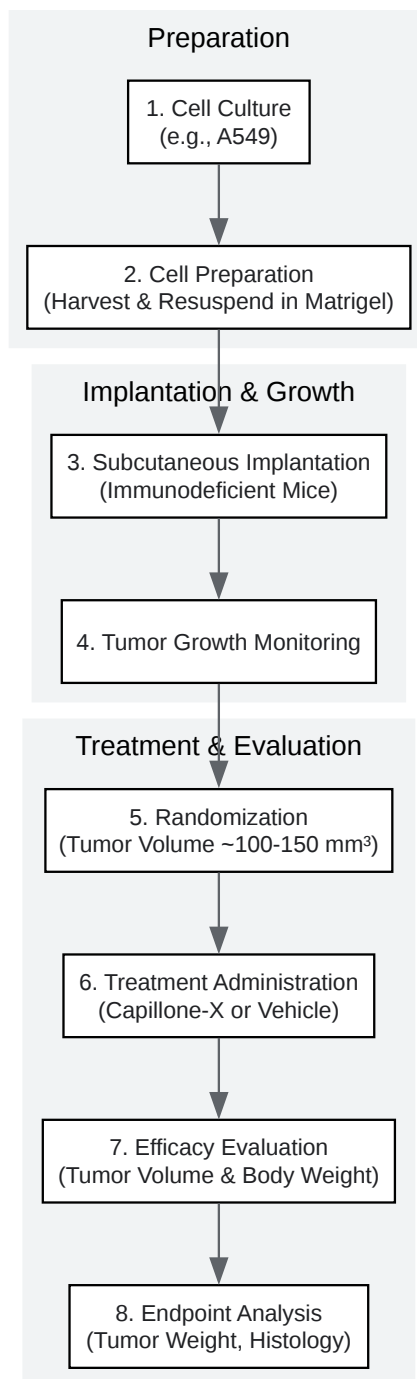 Preparation
1. Cell Culture
(e.g., A549)
2. Cell Preparation
(Harvest & Resuspend in Matrigel)
Implantation & Growth
3. Subcutaneous Implantation
(Immunodeficient Mice)
4. Tumor Growth Monitoring
Treatment & Evaluation
5. Randomization
(Tumor Volume ~100-150 mm³)
6. Treatment Administration
(Capillone-X or Vehicle)
7. Efficacy Evaluation
(Tumor Volume & Body Weight)
8. Endpoint Analysis
(Tumor Weight, Histology)